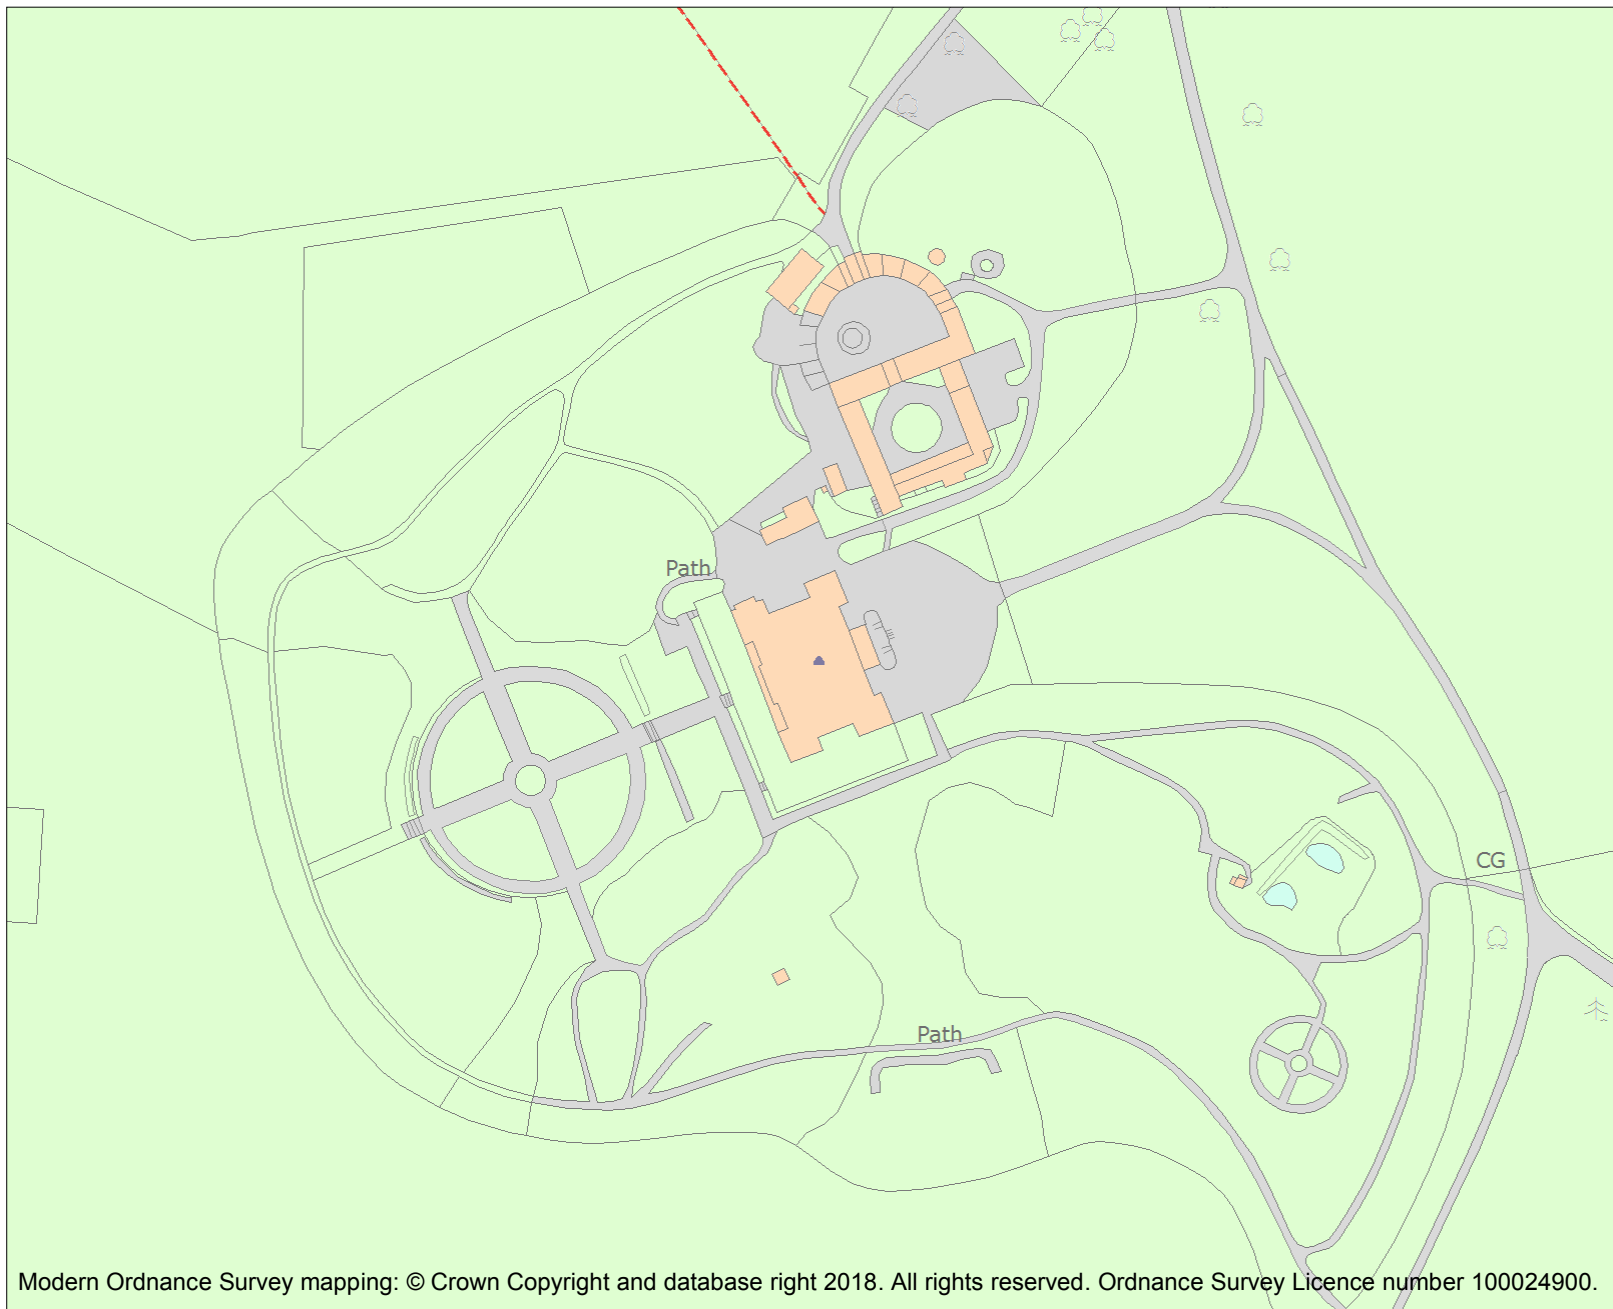 Path
CG
Path
Modern Ordnance Survey mapping: © Crown Copyright and database right 2018. All rights reserved. Ordnance Survey Licence number 100024900.